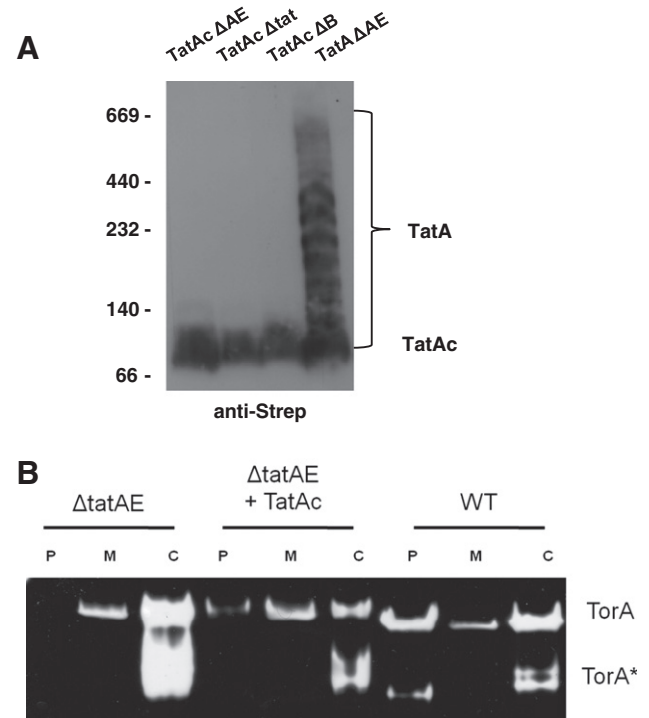 A
TatAc ΔAE TatAc Δtat TatAc ΔB TatA ΔAE
669 -
440 -
232 -
TatA
140 -
TatAc
66 -
anti-Strep
B
ΔtatAE
ΔtatAE
+ TatAc
WT
P M C P M C P M C
TorA
TorA*